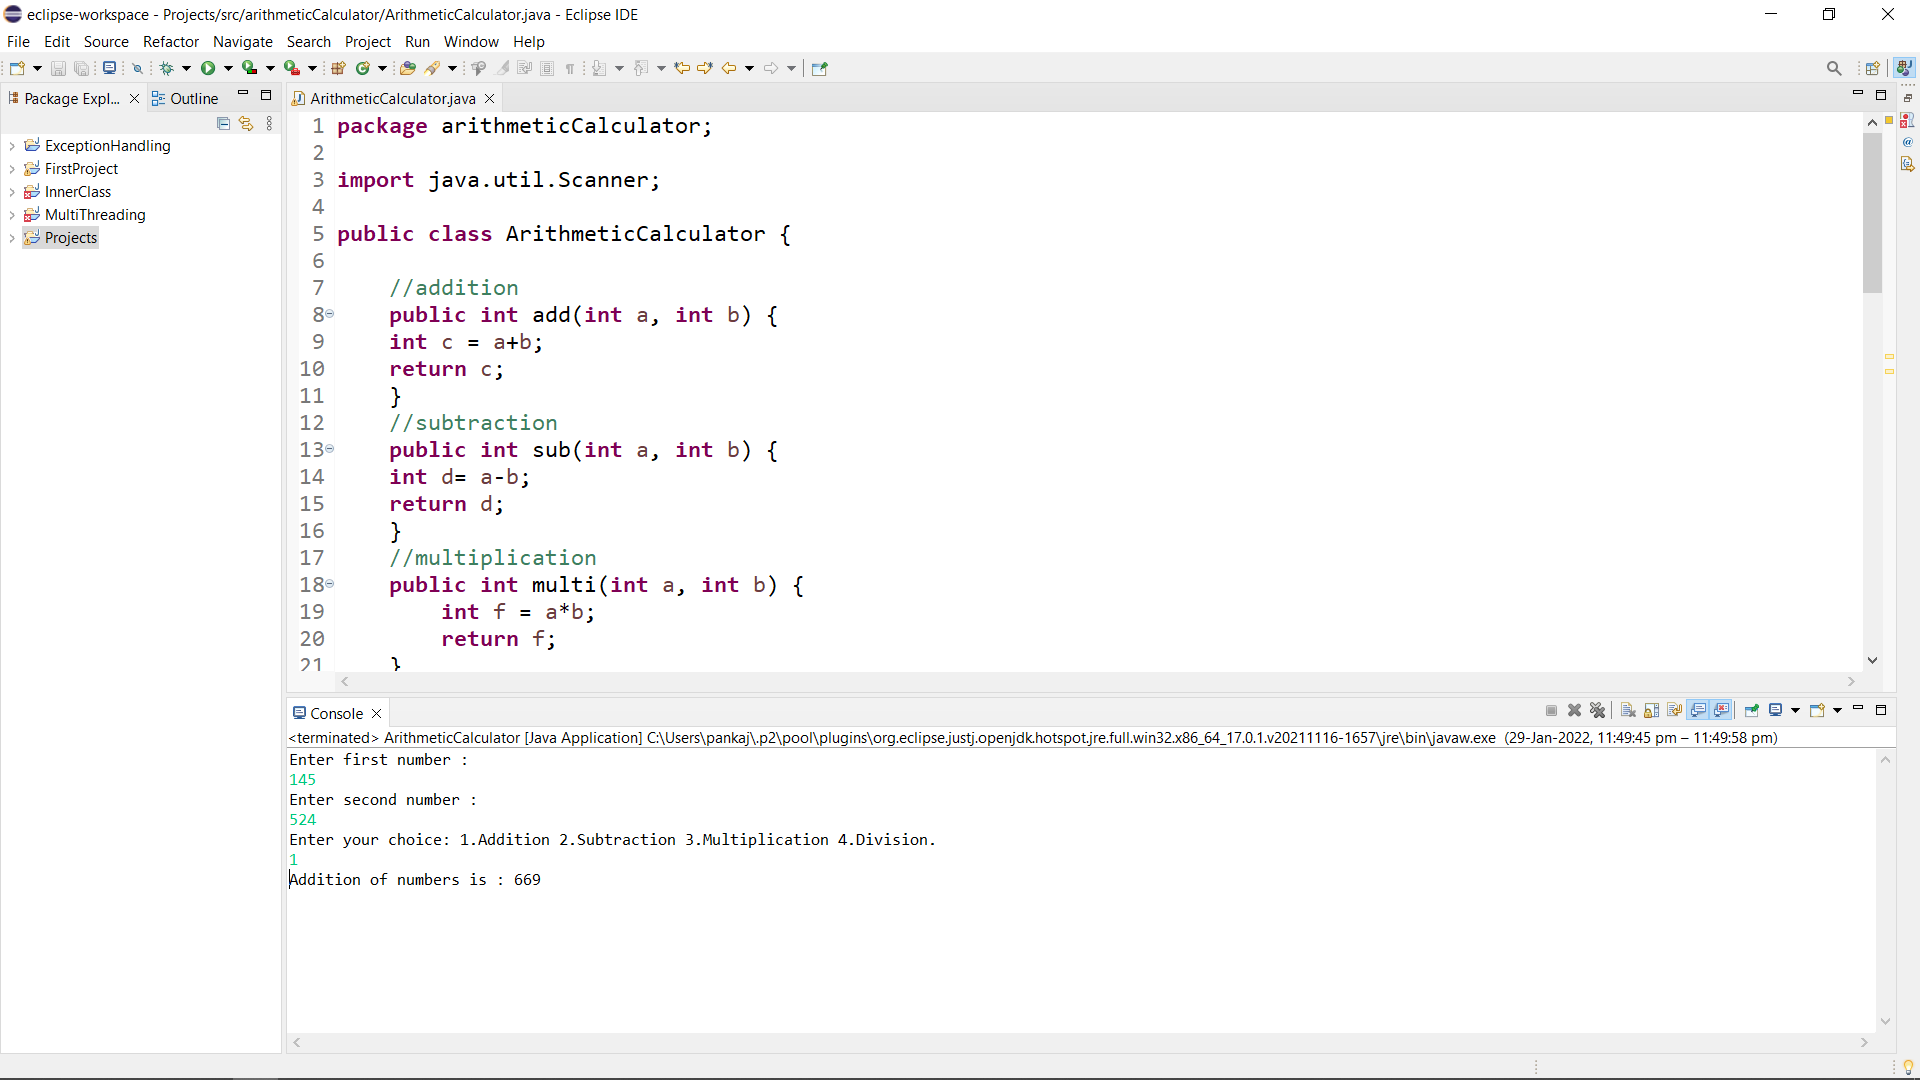 eclipse-workspace - Projects/src/arithmeticCalculator/ArithmeticCalculator.java - Eclipse IDE
File Edit Source Refactor Navigate Search Project Run Window Help
Package Expl... Outline
ExceptionHandling
FirstProject
InnerClass
MultiThreading
Projects
ArithmeticCalculator.java
1 package arithmeticCalculator;
2
3 import java.util.Scanner;
4
5 public class ArithmeticCalculator {
6
7 //addition
8 public int add(int a, int b) {
9 int c = a+b;
10 return c;
11 }
12 //subtraction
13 public int sub(int a, int b) {
14 int d= a-b;
15 return d;
16 }
17 //multiplication
18 public int multi(int a, int b) {
19 int f = a*b;
20 return f;
21 }
Console
<terminated> ArithmeticCalculator [Java Application] C:\Users\pankaj\.p2\pool\plugins\org.eclipse.justj.openjdk.hotspot.jre.full.win32.x86_64_17.0.1.v20211116-1657\jre\bin\javaw.exe (29-Jan-2022, 11:49:45 pm – 11:49:58 pm)
Enter first number :
145
Enter second number :
524
Enter your choice: 1.Addition 2.Subtraction 3.Multiplication 4.Division.
1
Addition of numbers is : 669